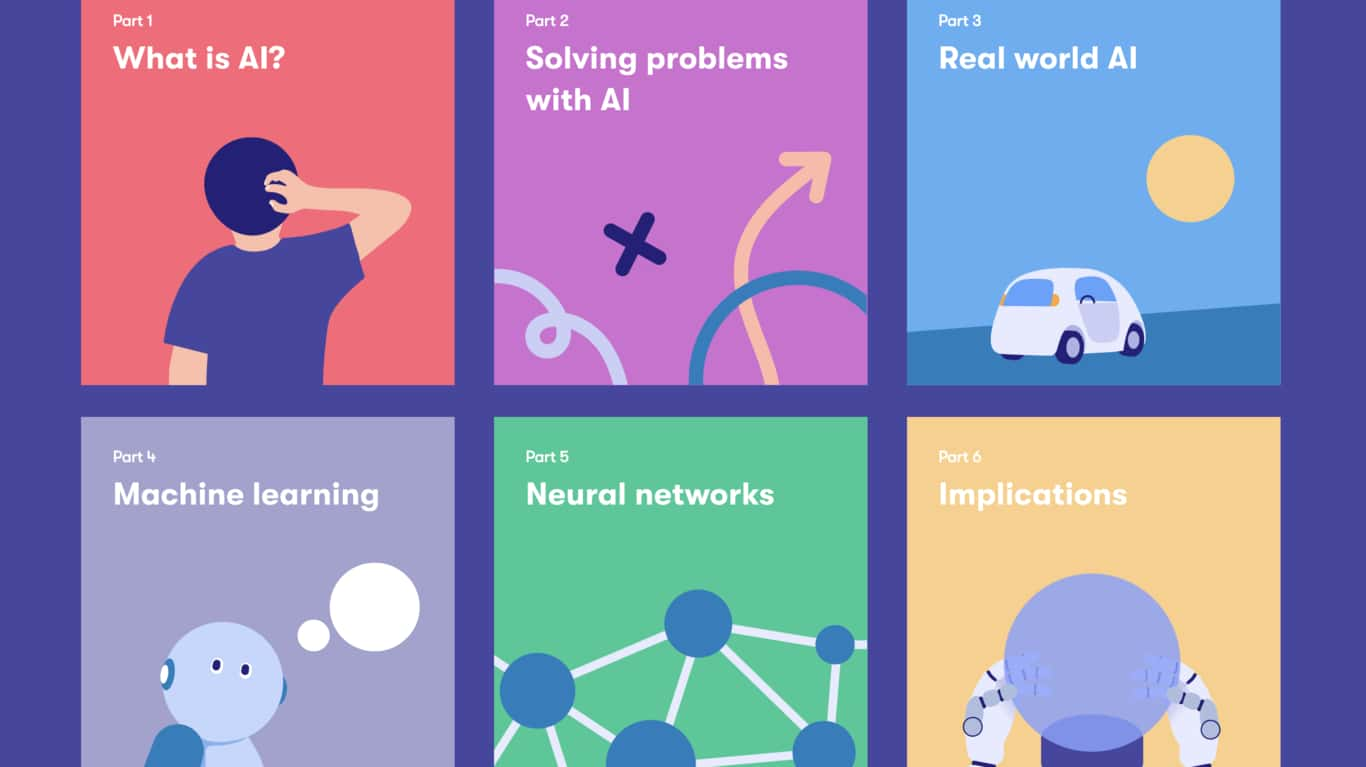 Part 1
What is AI?
Part 2
Solving problems
with AI
Part 3
Real world AI
Part 4
Machine learning
Part 5
Neural networks
Part 6
Implications